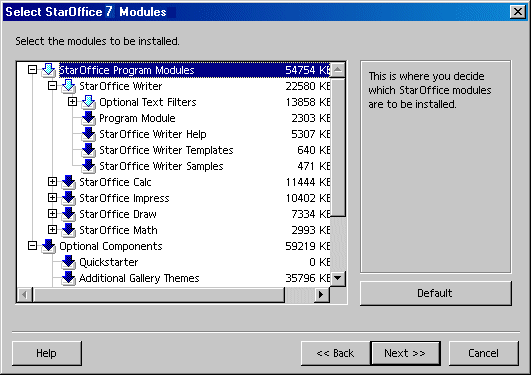 Select StarOffice 7 Modules
Select the modules to be installed.
StarOffice Program Modules 54754 KB
StarOffice Writer 22580 KB
Optional Text Filters 13858 KB
Program Module 2303 KB
StarOffice Writer Help 5307 KB
StarOffice Writer Templates 640 KB
StarOffice Writer Samples 471 KB
StarOffice Calc 11444 KB
StarOffice Impress 10402 KB
StarOffice Draw 7334 KB
StarOffice Math 2993 KB
Optional Components 59219 KB
Quickstarter 0 KB
Additional Gallery Themes 35796 KB
This is where you decide
which StarOffice modules
are to be installed.
Default
Help
<< Back
Next >>
Cancel